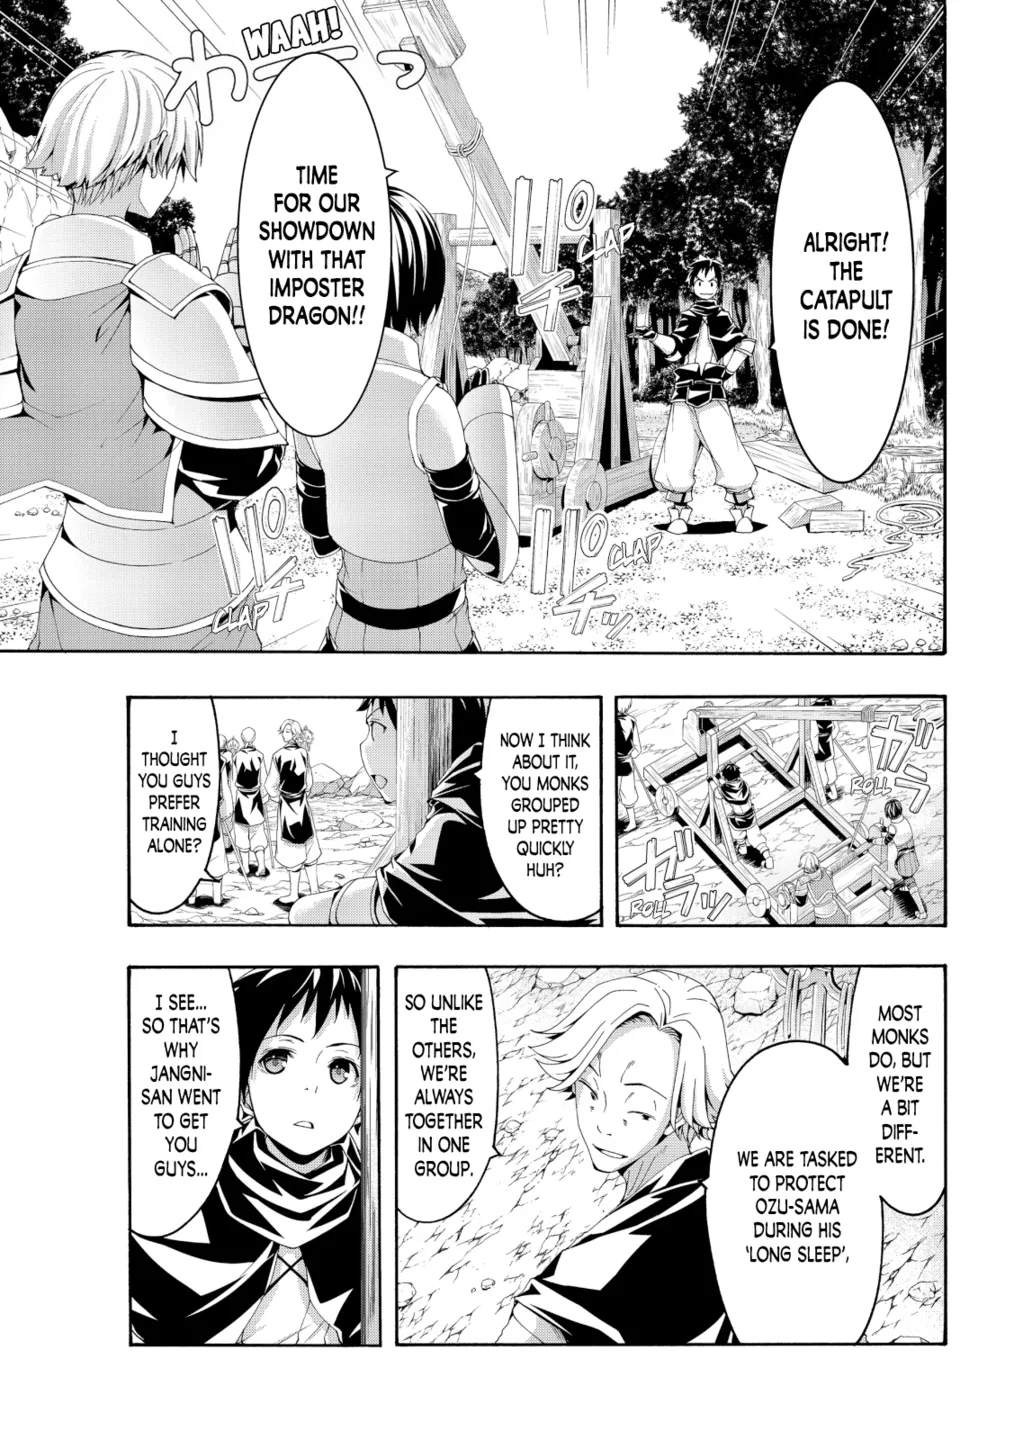 ALRIGHT!
THE
CATAPULT
IS DONE!
TIME
FOR OUR
SHOWDOWN
WITH THAT
IMPOSTER
DRAGON!!
WAAH!
わーっ
パチ
CLAP
パチ
CLAP
パチッ
CLAP
ガラ
ROLL
ガラッ
ROLL
NOW I THINK
ABOUT IT,
YOU MONKS
GROUPED
UP PRETTY
QUICKLY
HUH?
I
THOUGHT
YOU GUYS
PREFER
TRAINING
ALONE?
MOST
MONKS
DO, BUT
WE'RE
A BIT
DIFF-
ERENT.
WE ARE TASKED
TO PROTECT
OZU-SAMA
DURING HIS
'LONG SLEEP',
SO UNLIKE
THE
OTHERS,
WE'RE
ALWAYS
TOGETHER
IN ONE
GROUP.
I SEE...
SO THAT'S
WHY
JANGNI-
SAN WENT
TO GET
YOU
GUYS...